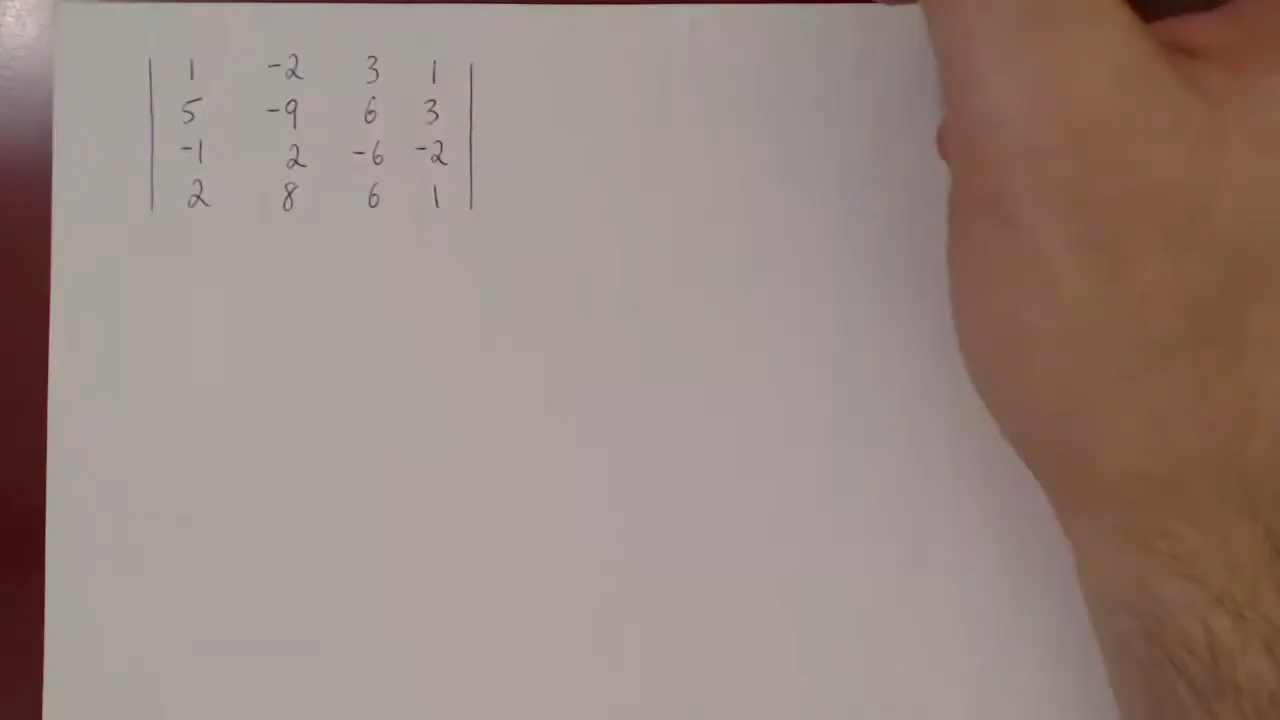 | 1 -2 3 1 |
| 5 -9 6 3 |
| -1 2 -6 -2 |
| 2 8 6 1 |